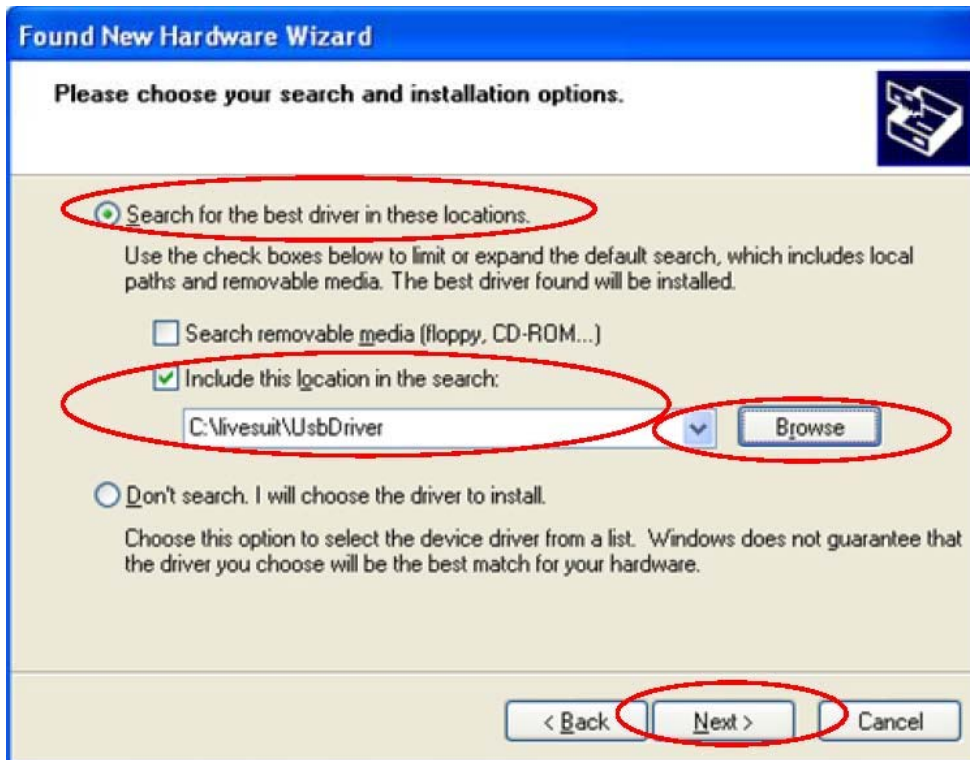 Found New Hardware Wizard
Please choose your search and installation options.
Search for the best driver in these locations.
Use the check boxes below to limit or expand the default search, which includes local
paths and removable media. The best driver found will be installed.
Search removable media (floppy, CD-ROM...)
Include this location in the search:
C:\livesuit\UsbDriver
Browse
Don't search. I will choose the driver to install.
Choose this option to select the device driver from a list.  Windows does not guarantee that
the driver you choose will be the best match for your hardware.
< Back
Next >
Cancel